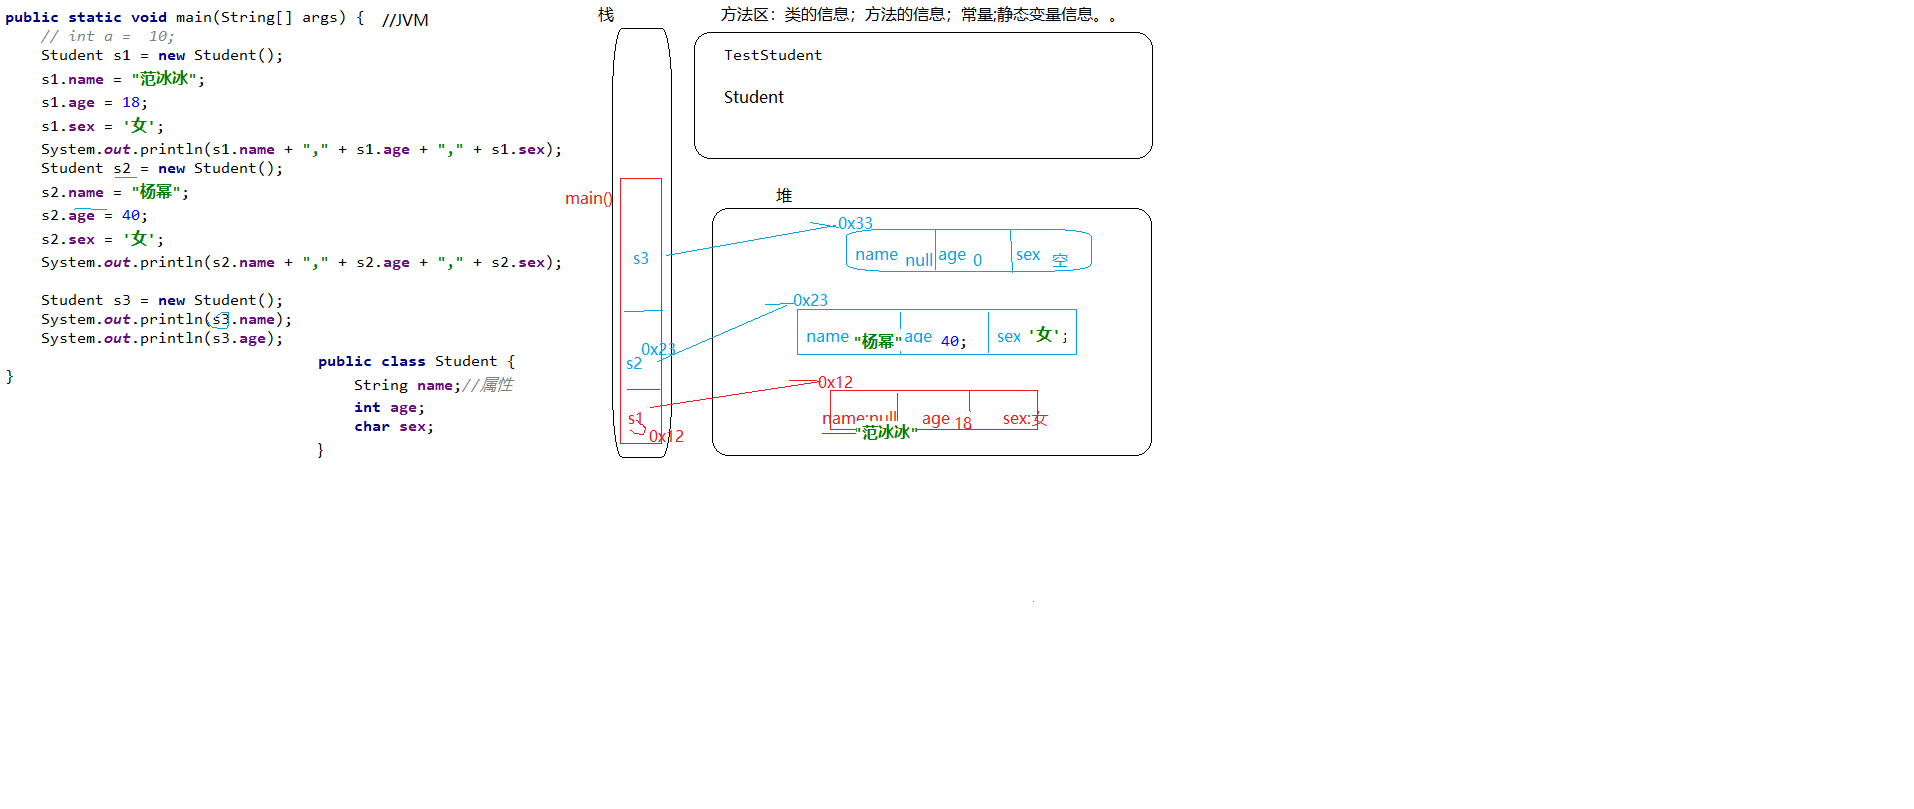 public static void main(String[] args) { //JVM
// int a = 10;
Student s1 = new Student();
s1.name = "范冰冰";
s1.age = 18;
s1.sex = '女';
System.out.println(s1.name + "," + s1.age + "," + s1.sex);
Student s2 = new Student();
s2.name = "杨幂";
s2.age = 40;
s2.sex = '女';
System.out.println(s2.name + "," + s2.age + "," + s2.sex);
Student s3 = new Student();
System.out.println(s3.name);
System.out.println(s3.age);
}
public class Student {
String name;//属性
int age;
char sex;
}
栈
main()
s3
0x23
s2
s1
0x12
方法区：类的信息；方法的信息；常量;静态变量信息。。
TestStudent
Student
堆
0x33
name null age 0 sex 空
0x23
name "杨幂" age 40; sex '女';
0x12
name:null age 18 sex:女
"范冰冰"